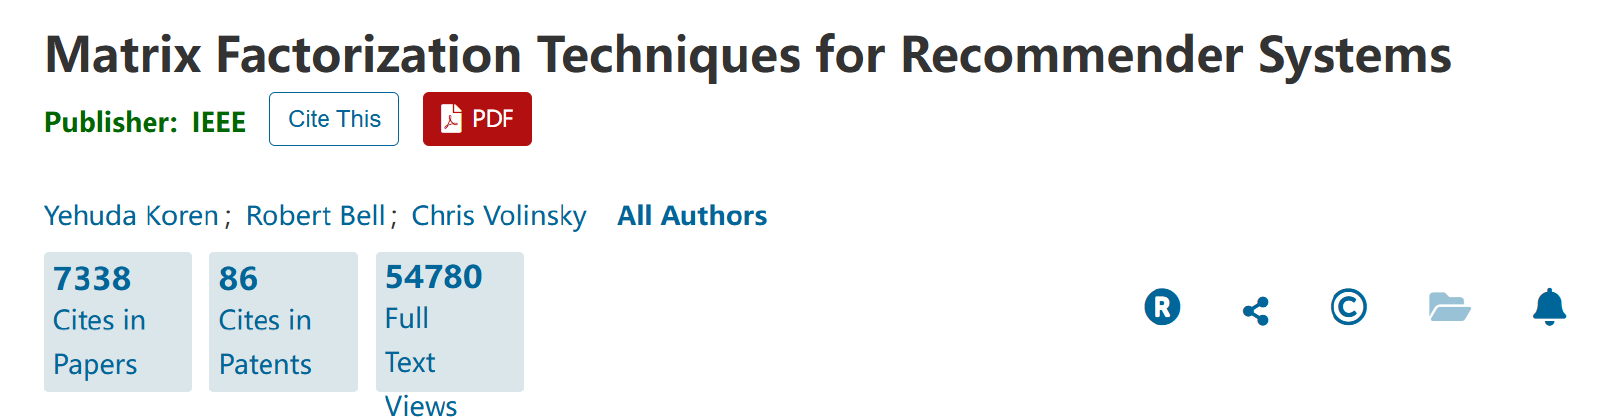 Matrix Factorization Techniques for Recommender Systems
Publisher: IEEE Cite This PDF
Yehuda Koren; Robert Bell; Chris Volinsky All Authors
7338
Cites in
Papers
86
Cites in
Patents
54780
Full
Text
Views
R
©